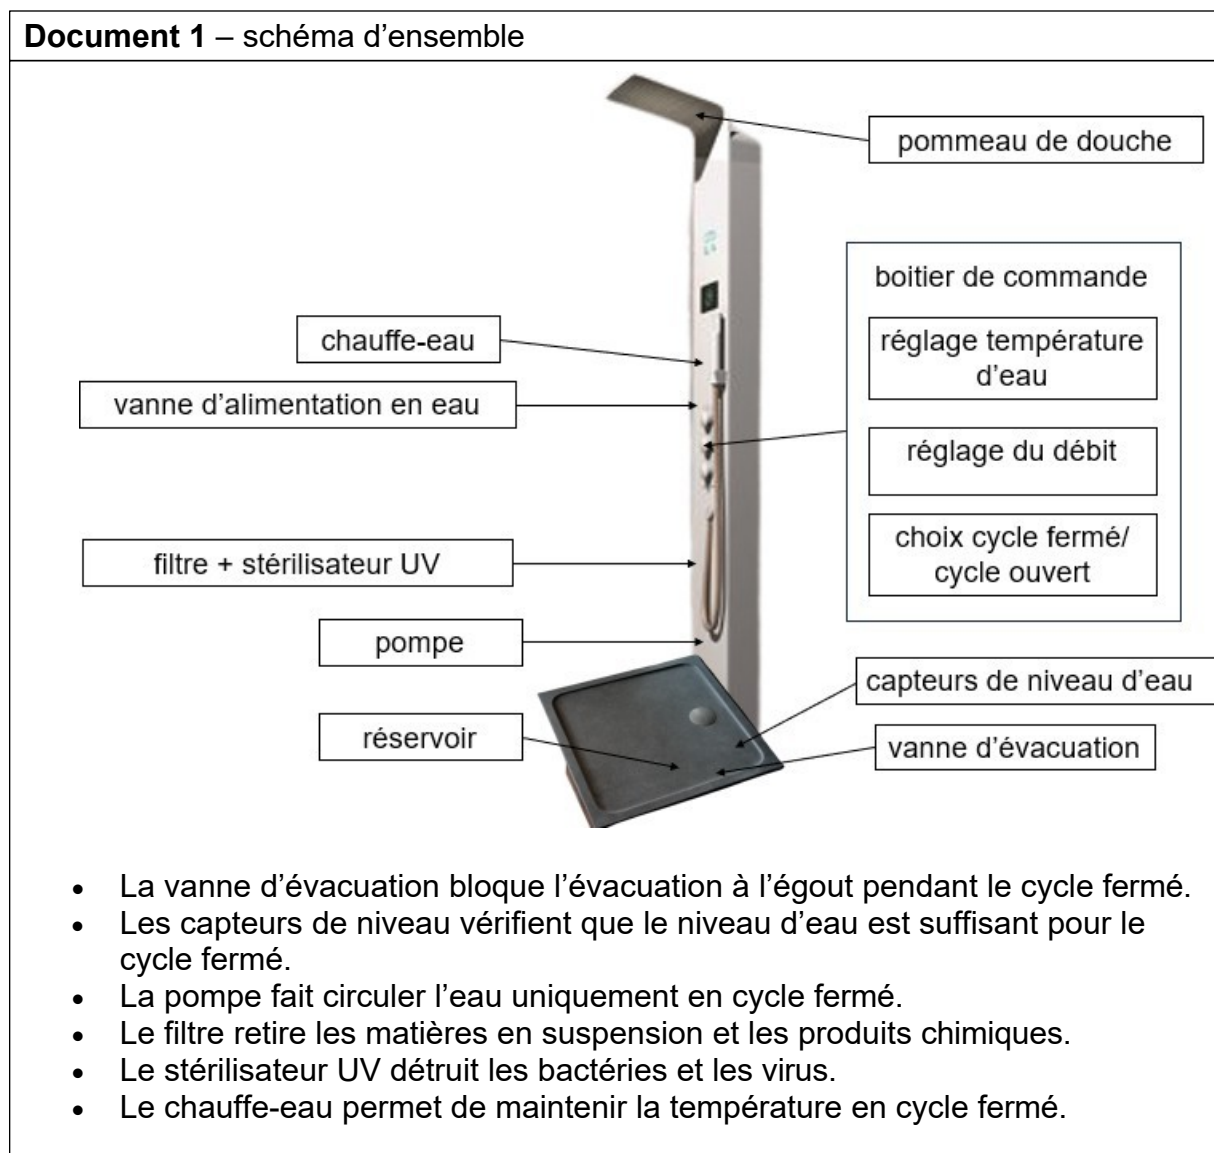 Document 1 – schéma d'ensemble
pommeau de douche
boitier de commande
réglage température
d'eau
réglage du débit
choix cycle fermé/
cycle ouvert
chauffe-eau
vanne d'alimentation en eau
filtre + stérilisateur UV
pompe
réservoir
capteurs de niveau d'eau
vanne d'évacuation
• La vanne d'évacuation bloque l'évacuation à l'égout pendant le cycle fermé.
• Les capteurs de niveau vérifient que le niveau d'eau est suffisant pour le
cycle fermé.
• La pompe fait circuler l'eau uniquement en cycle fermé.
• Le filtre retire les matières en suspension et les produits chimiques.
• Le stérilisateur UV détruit les bactéries et les virus.
• Le chauffe-eau permet de maintenir la température en cycle fermé.